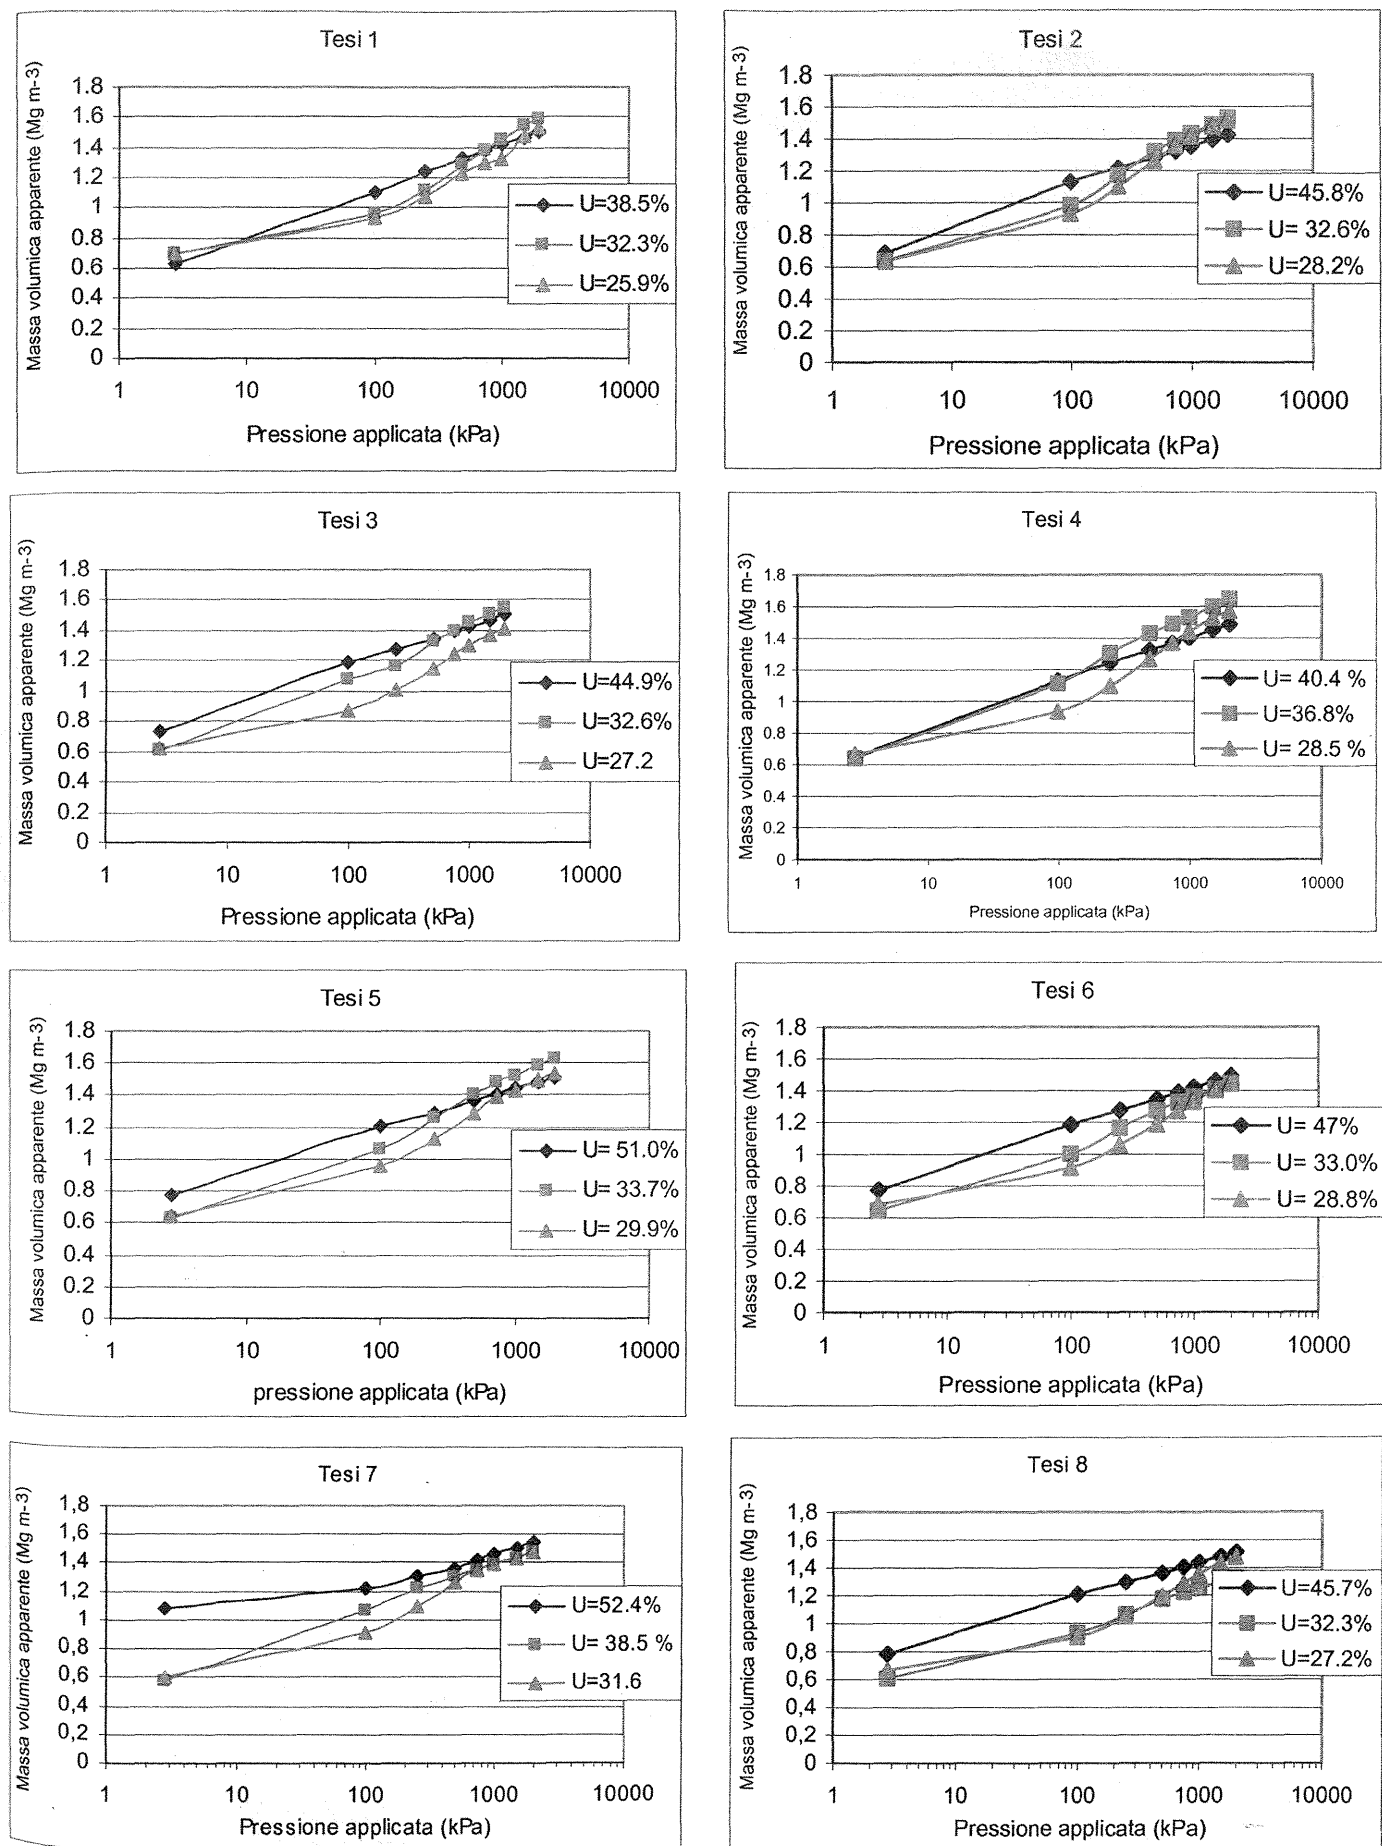 Tesi 1
Massa volumica apparente (Mg m-3)
1.8
1.6
1.4
1.2
1
0.8
0.6
0.4
0.2
0
U=38.5%
U=32.3%
U=25.9%
1 10 100 1000 10000
Pressione applicata (kPa)
Tesi 2
Massa volumica apparente (Mg m-3)
1.8
1.6
1.4
1.2
1
0.8
0.6
0.4
0.2
0
U=45.8%
U= 32.6%
U=28.2%
1 10 100 1000 10000
Pressione applicata (kPa)
Tesi 3
Massa volumica apparente (Mg m-3)
1.8
1.6
1.4
1.2
1
0.8
0.6
0.4
0.2
0
U=44.9%
U=32.6%
U=27.2
1 10 100 1000 10000
Pressione applicata (kPa)
Tesi 4
Massa volumica apparente (Mg m-3)
1.8
1.6
1.4
1.2
1
0.8
0.6
0.4
0.2
0
U= 40.4 %
U=36.8%
U= 28.5 %
1 10 100 1000 10000
Pressione applicata (kPa)
Tesi 5
Massa volumica apparente (Mg m-3)
1.8
1.6
1.4
1.2
1
0.8
0.6
0.4
0.2
0
U= 51.0%
U= 33.7%
U= 29.9%
1 10 100 1000 10000
pressione applicata (kPa)
Tesi 6
Massa volumica apparente (Mg m-3)
1.8
1.6
1.4
1.2
1
0.8
0.6
0.4
0.2
0
U= 47%
U= 33.0%
U= 28.8%
1 10 100 1000 10000
Pressione applicata (kPa)
Tesi 7
Massa volumica apparente (Mg m-3)
1,8
1,6
1,4
1,2
1
0,8
0,6
0,4
0,2
0
U=52.4%
U= 38.5 %
U=31.6
1 10 100 1000 10000
Pressione applicata (kPa)
Tesi 8
Massa volumica apparente (Mg m-3)
1,8
1,6
1,4
1,2
1
0,8
0,6
0,4
0,2
0
U=45.7%
U=32.3%
U=27.2%
1 10 100 1000 10000
Pressione applicata (kPa)